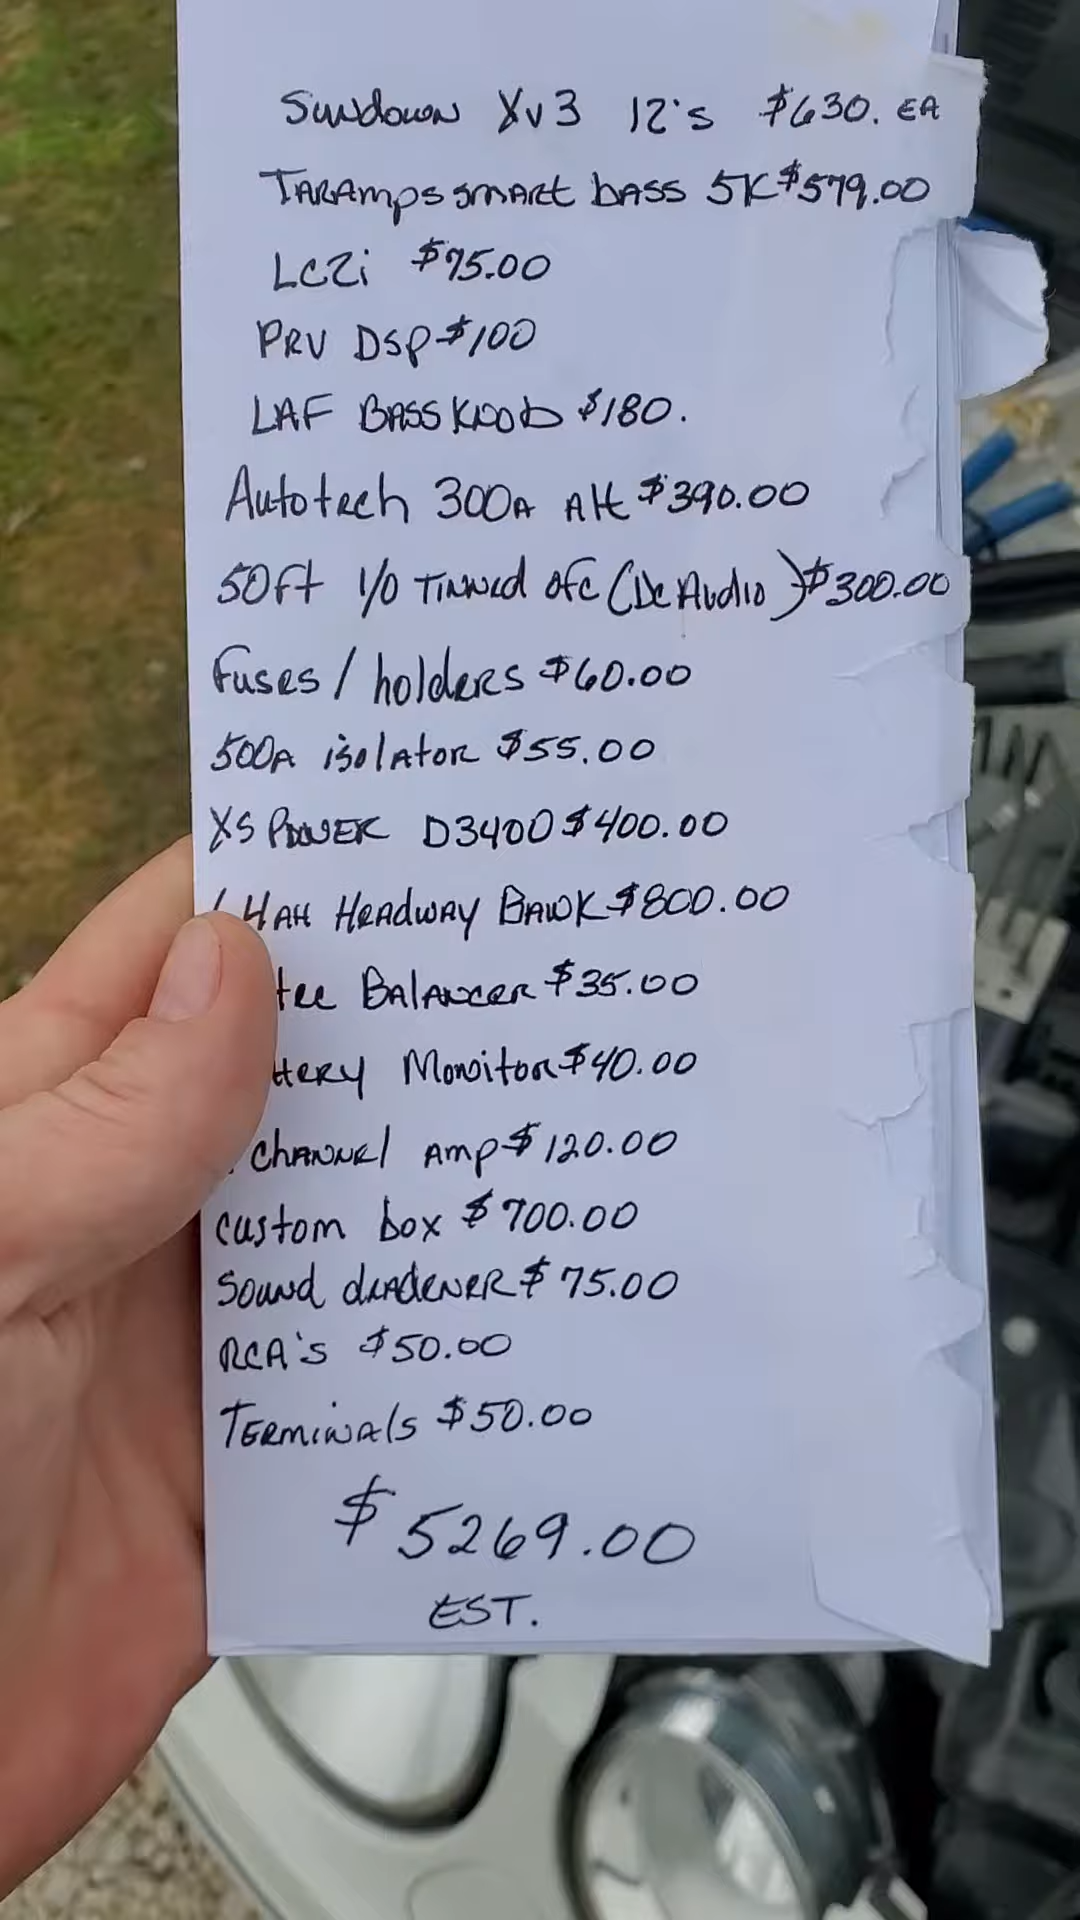 Sundown Xv3 12's $630. EA
TARAmps smart bass 5K $579.00
LC2i $75.00
PRV DSP $100
LAF BASS KNOb $180.
Autotech 300A Alt $390.00
50ft 1/0 TINNED ofc (Dc Audio) $300.00
Fuses / holders $60.00
500A isolator $55.00
XS POWER D3400 $400.00
HEADWAY BANK $800.00
BALANCER $35.00
ttERY MONitOR $40.00
ChANNEl Amp $120.00
custom box $700.00
Sound dEADENER $75.00
RCA's $50.00
TERMINAls $50.00
$5269.00
EST.